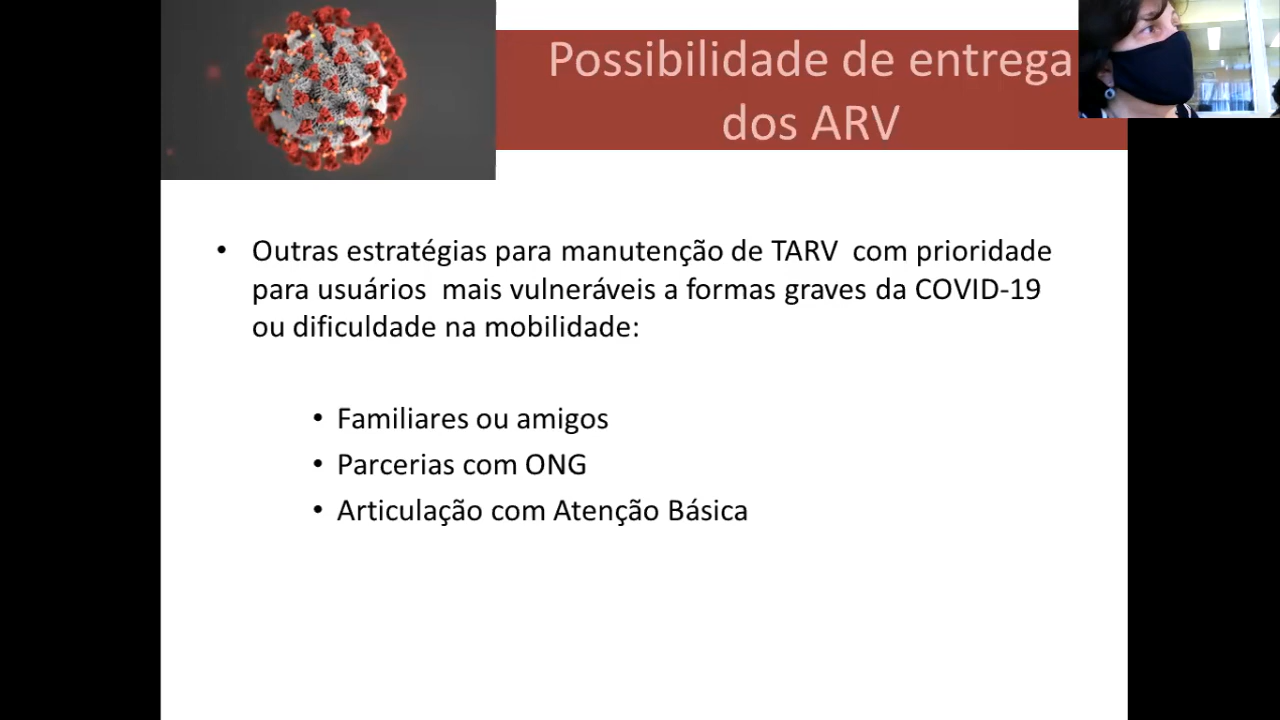 Possibilidade de entrega
dos ARV
• Outras estratégias para manutenção de TARV  com prioridade
para usuários  mais vulneráveis a formas graves da COVID-19
ou dificuldade na mobilidade:
• Familiares ou amigos
• Parcerias com ONG
• Articulação com Atenção Básica